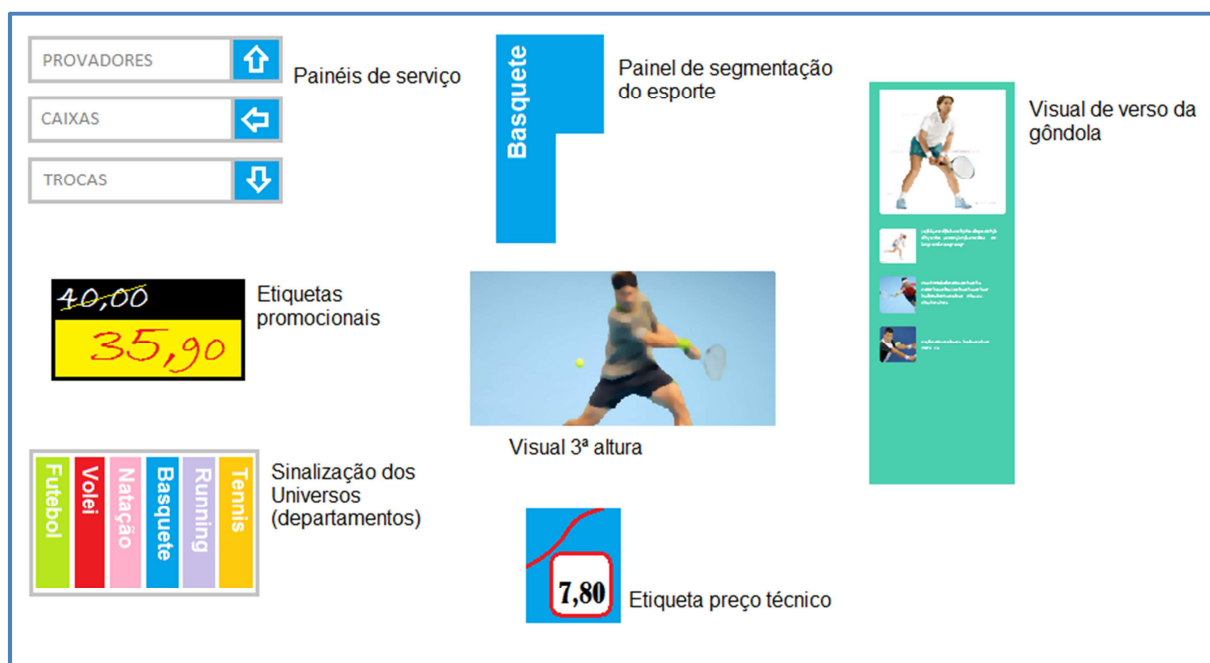 PROVADORES
CAIXAS
TROCAS
Painéis de serviço
Basquete
Painel de segmentação
do esporte
Visual de verso da
gôndola
40,00
35,90
Etiquetas
promocionais
Visual 3ª altura
Futebol
Volei
Natação
Basquete
Running
Tennis
Sinalização dos
Universos
(departamentos)
7,80
Etiqueta preço técnico